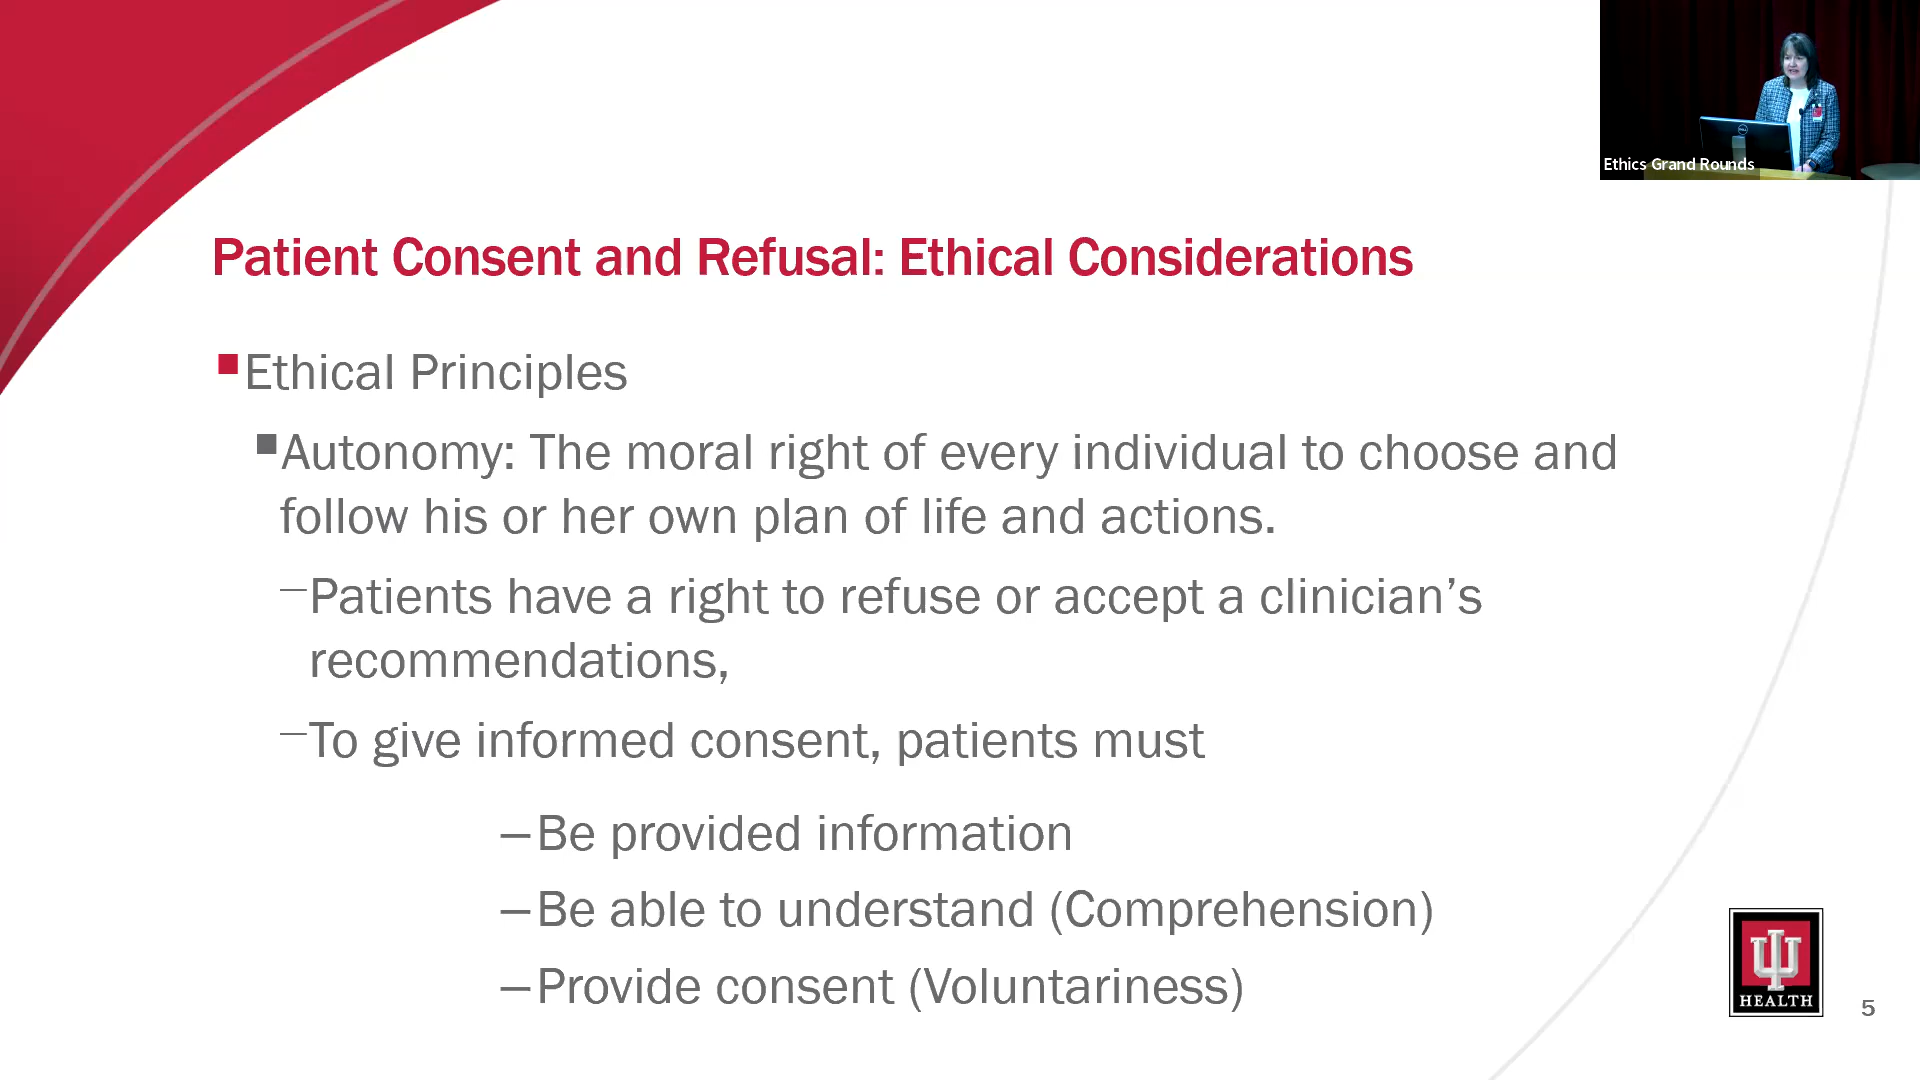 Ethics Grand Rounds
Patient Consent and Refusal: Ethical Considerations
▪Ethical Principles
▪Autonomy: The moral right of every individual to choose and
follow his or her own plan of life and actions.
–Patients have a right to refuse or accept a clinician’s
recommendations,
–To give informed consent, patients must
–Be provided information
–Be able to understand (Comprehension)
–Provide consent (Voluntariness)
HEALTH
5